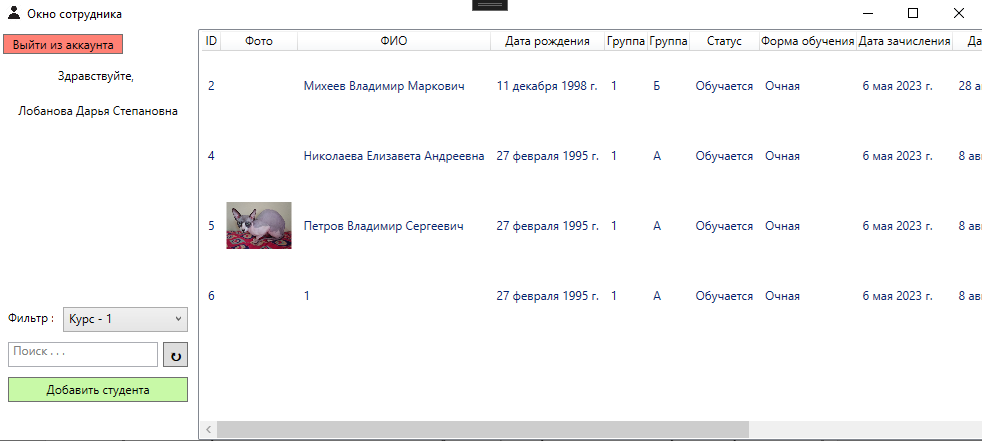 Окно сотрудника
Выйти из аккаунта
Здравствуйте,
Лобанова Дарья Степановна
Фильтр : Курс - 1
Поиск . . .
↻
Добавить студента
ID Фото ФИО Дата рождения Группа Группа Статус Форма обучения Дата зачисления Да
2 Михеев Владимир Маркович 11 декабря 1998 г. 1 Б Обучается Очная 6 мая 2023 г. 28 а
4 Николаева Елизавета Андреевна 27 февраля 1995 г. 1 А Обучается Очная 6 мая 2023 г. 8 ав
5 Петров Владимир Сергеевич 27 февраля 1995 г. 1 А Обучается Очная 6 мая 2023 г. 8 ав
6 1 27 февраля 1995 г. 1 А Обучается Очная 6 мая 2023 г. 8 ав